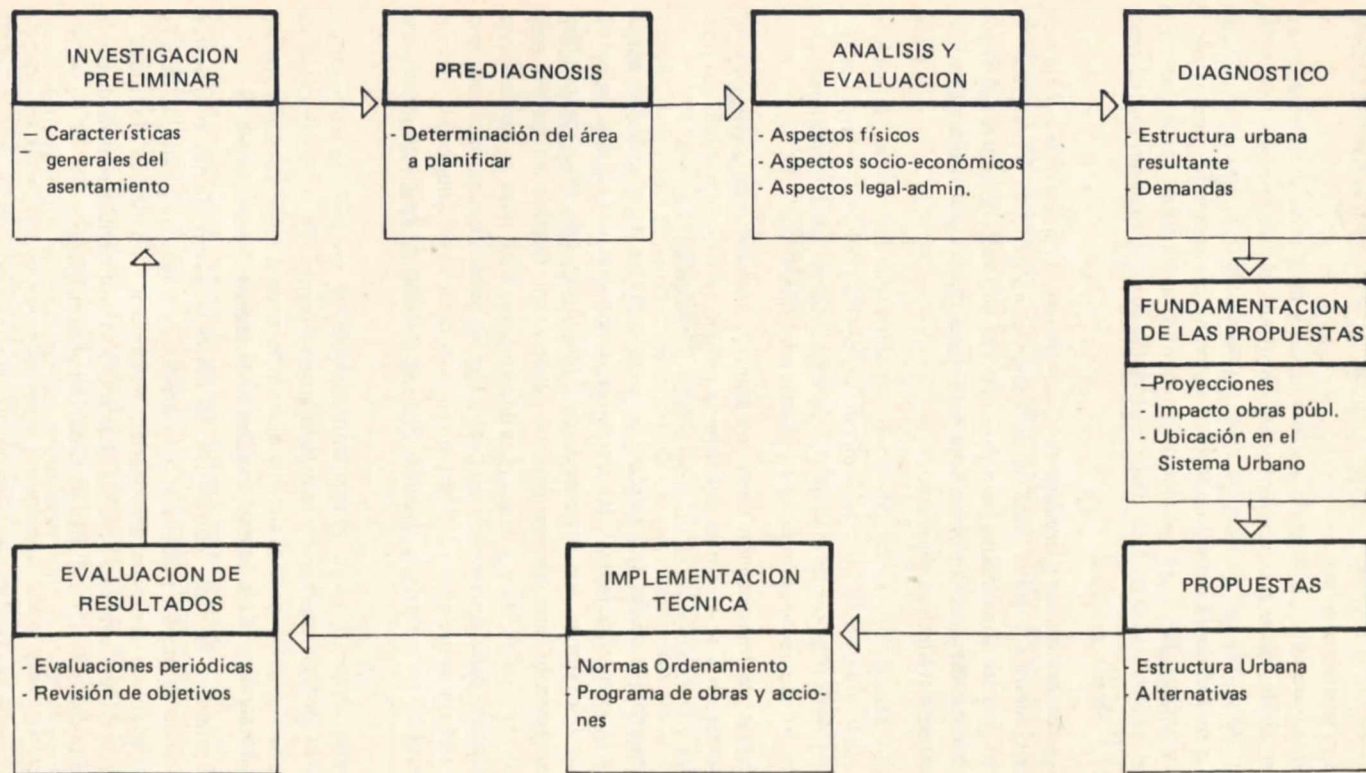 INVESTIGACION
PRELIMINAR
— Características
generales del
asentamiento
PRE-DIAGNOSIS
- Determinación del área
a planificar
ANALISIS Y
EVALUACION
- Aspectos físicos
- Aspectos socio-económicos
- Aspectos legal-admin.
DIAGNOSTICO
- Estructura urbana
resultante
- Demandas
FUNDAMENTACION
DE LAS PROPUESTAS
—Proyecciones
- Impacto obras públ.
- Ubicación en el
Sistema Urbano
PROPUESTAS
- Estructura Urbana
- Alternativas
IMPLEMENTACION
TECNICA
- Normas Ordenamiento
- Programa de obras y accio-
nes
EVALUACION DE
RESULTADOS
- Evaluaciones periódicas
- Revisión de objetivos